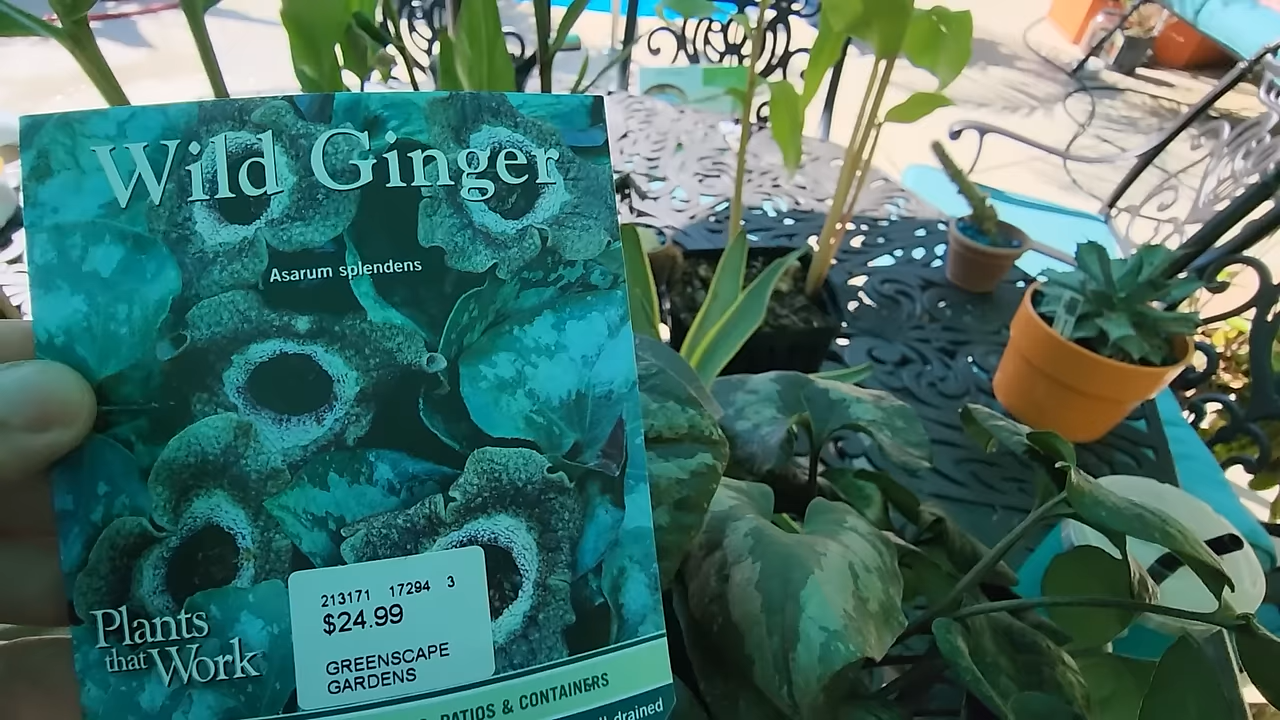 Wild Ginger
Asarum splendens
213171 17294 3
$24.99
GREENSCAPE
GARDENS
Plants
that Work
PATIOS & CONTAINERS
drained